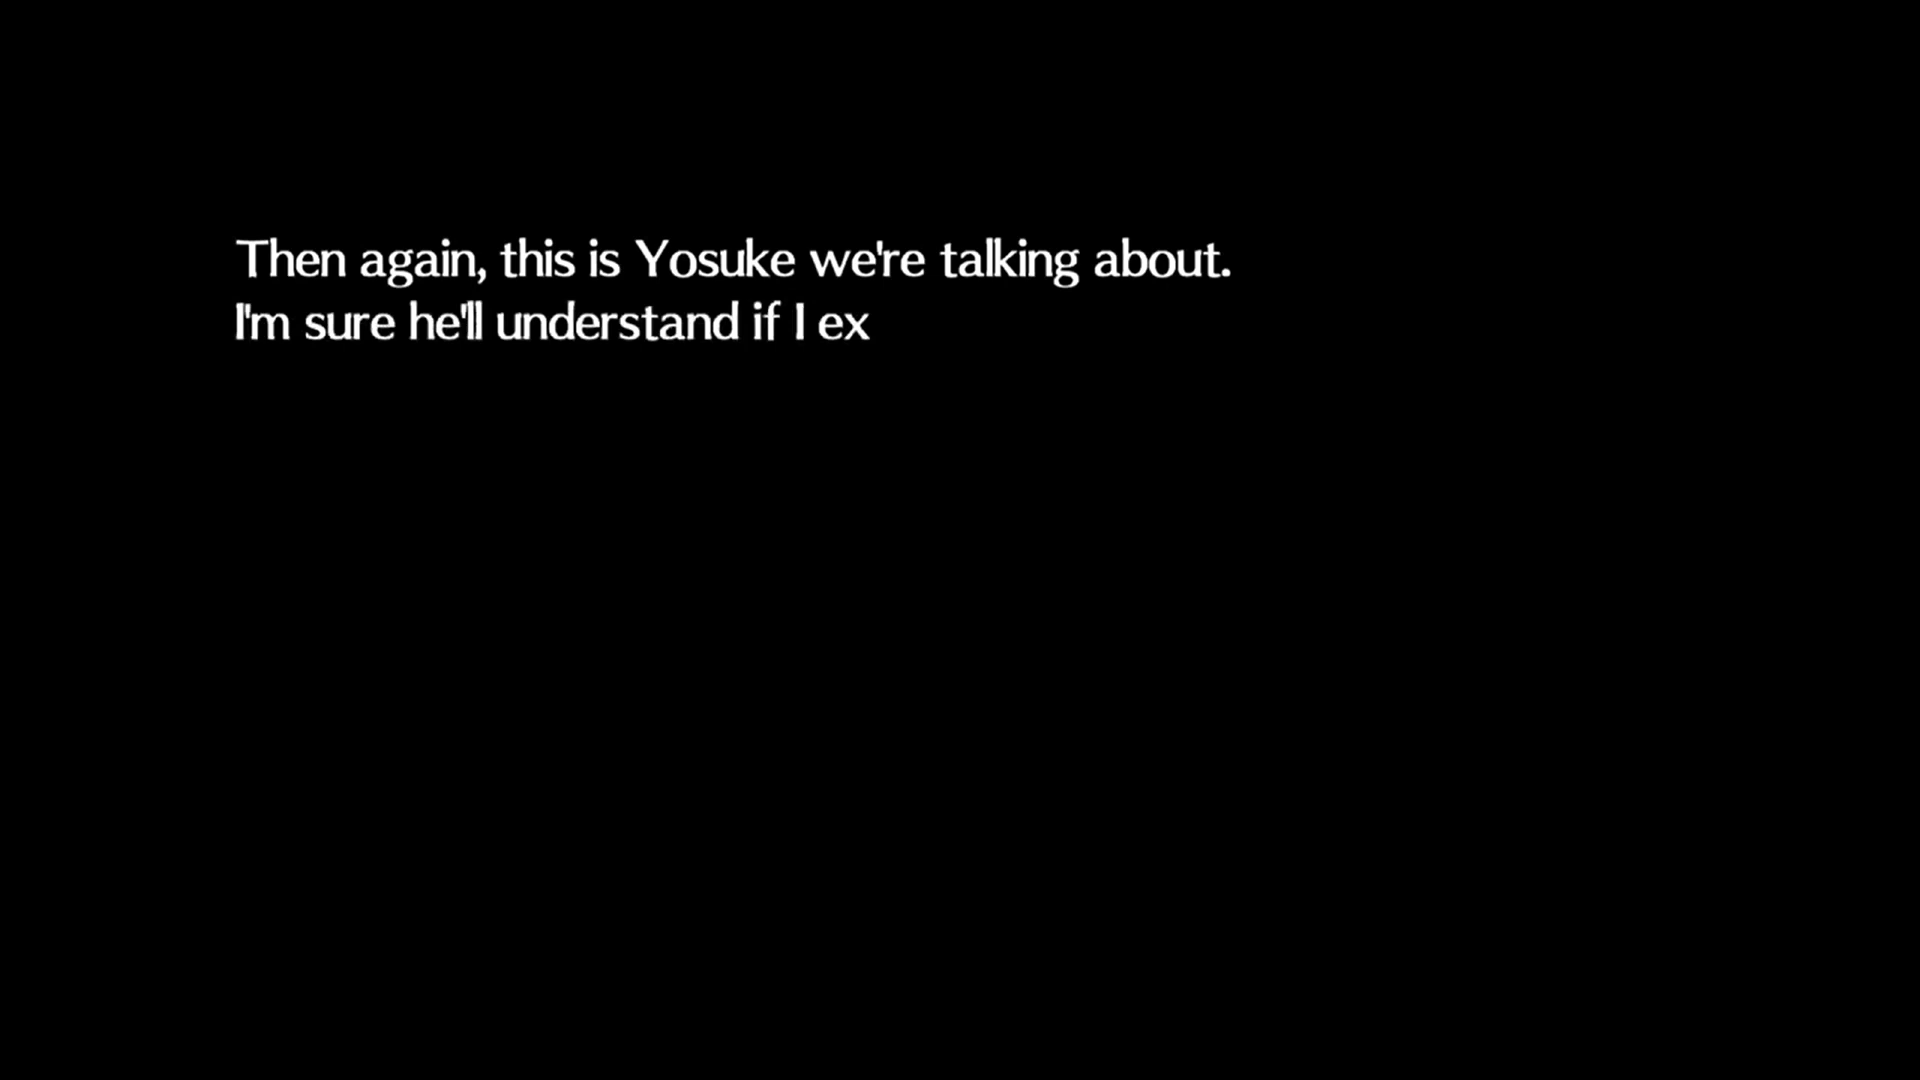 Then again, this is Yosuke we're talking about.
I'm sure he'll understand if I ex